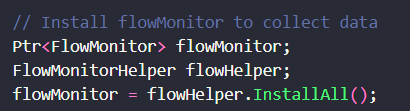 // Install flowMonitor to collect data
Ptr<FlowMonitor> flowMonitor;
FlowMonitorHelper flowHelper;
flowMonitor = flowHelper.InstallAll();